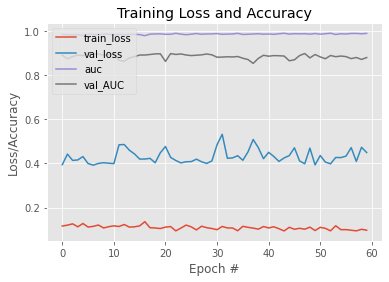 Training Loss and Accuracy
train_loss
val_loss
auc
val_AUC
Loss/Accuracy
1.0
0.8
0.6
0.4
0.2
0
10
20
30
40
50
60
Epoch #